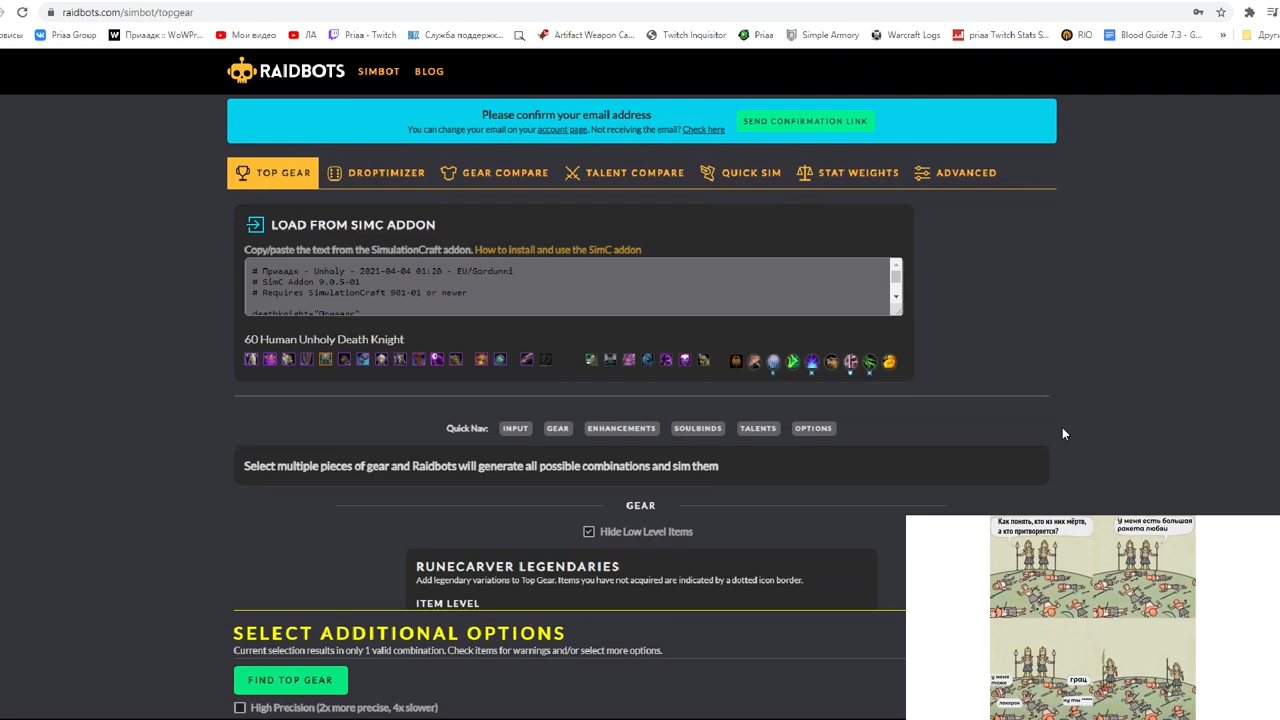 raidbots.com/simbot/topgear
рвисы
Priaa Group
Приаадк :: WoWPr...
Мои видео
ЛА
Priaa - Twitch
Служба поддержк...
Artifact Weapon Ca...
Twitch Inquisitor
Priaa
Simple Armory
Warcraft Logs
priaa Twitch Stats S...
RIO
Blood Guide 7.3 - G...
»
Други
RAIDBOTS
SIMBOT
BLOG
Please confirm your email address
You can change your email on your account page. Not receiving the email? Check here
SEND CONFIRMATION LINK
TOP GEAR
DROPTIMIZER
GEAR COMPARE
TALENT COMPARE
QUICK SIM
STAT WEIGHTS
ADVANCED
LOAD FROM SIMC ADDON
Copy/paste the text from the SimulationCraft addon. How to install and use the SimC addon
# Приаадк - Unholy - 2021-04-04 01:20 - EU/Gordunni
# SimC Addon 9.0.5-01
# Requires SimulationCraft 901-01 or newer
deathknight="Приаадк"
60 Human Unholy Death Knight
Quick Nav:
INPUT
GEAR
ENHANCEMENTS
SOULBINDS
TALENTS
OPTIONS
Select multiple pieces of gear and Raidbots will generate all possible combinations and sim them
GEAR
Hide Low Level Items
RUNECARVER LEGENDARIES
Add legendary variations to Top Gear. Items you have not acquired are indicated by a dotted icon border.
ITEM LEVEL
SELECT ADDITIONAL OPTIONS
Current selection results in only 1 valid combination. Check items for warnings and/or select more options.
FIND TOP GEAR
High Precision (2x more precise, 4x slower)
Как понять, кто из них мёртв,
а кто притворяется?
У меня есть большая
ракета любви
у меня
тоже
лакерок
грац
ну ты *****